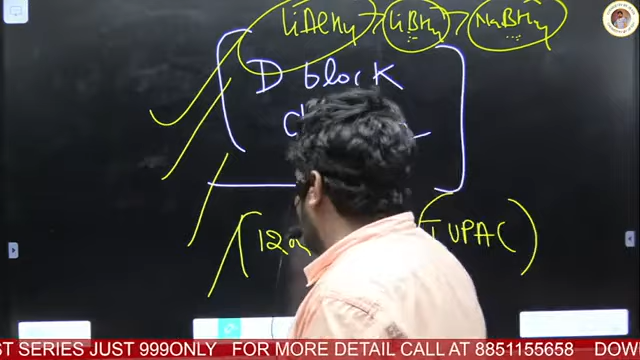 LiAlH4 > LiBH4 > NaBH4
D block
(IUPAC)
ST SERIES JUST 999ONLY FOR MORE DETAIL CALL AT 8851155658 DOW